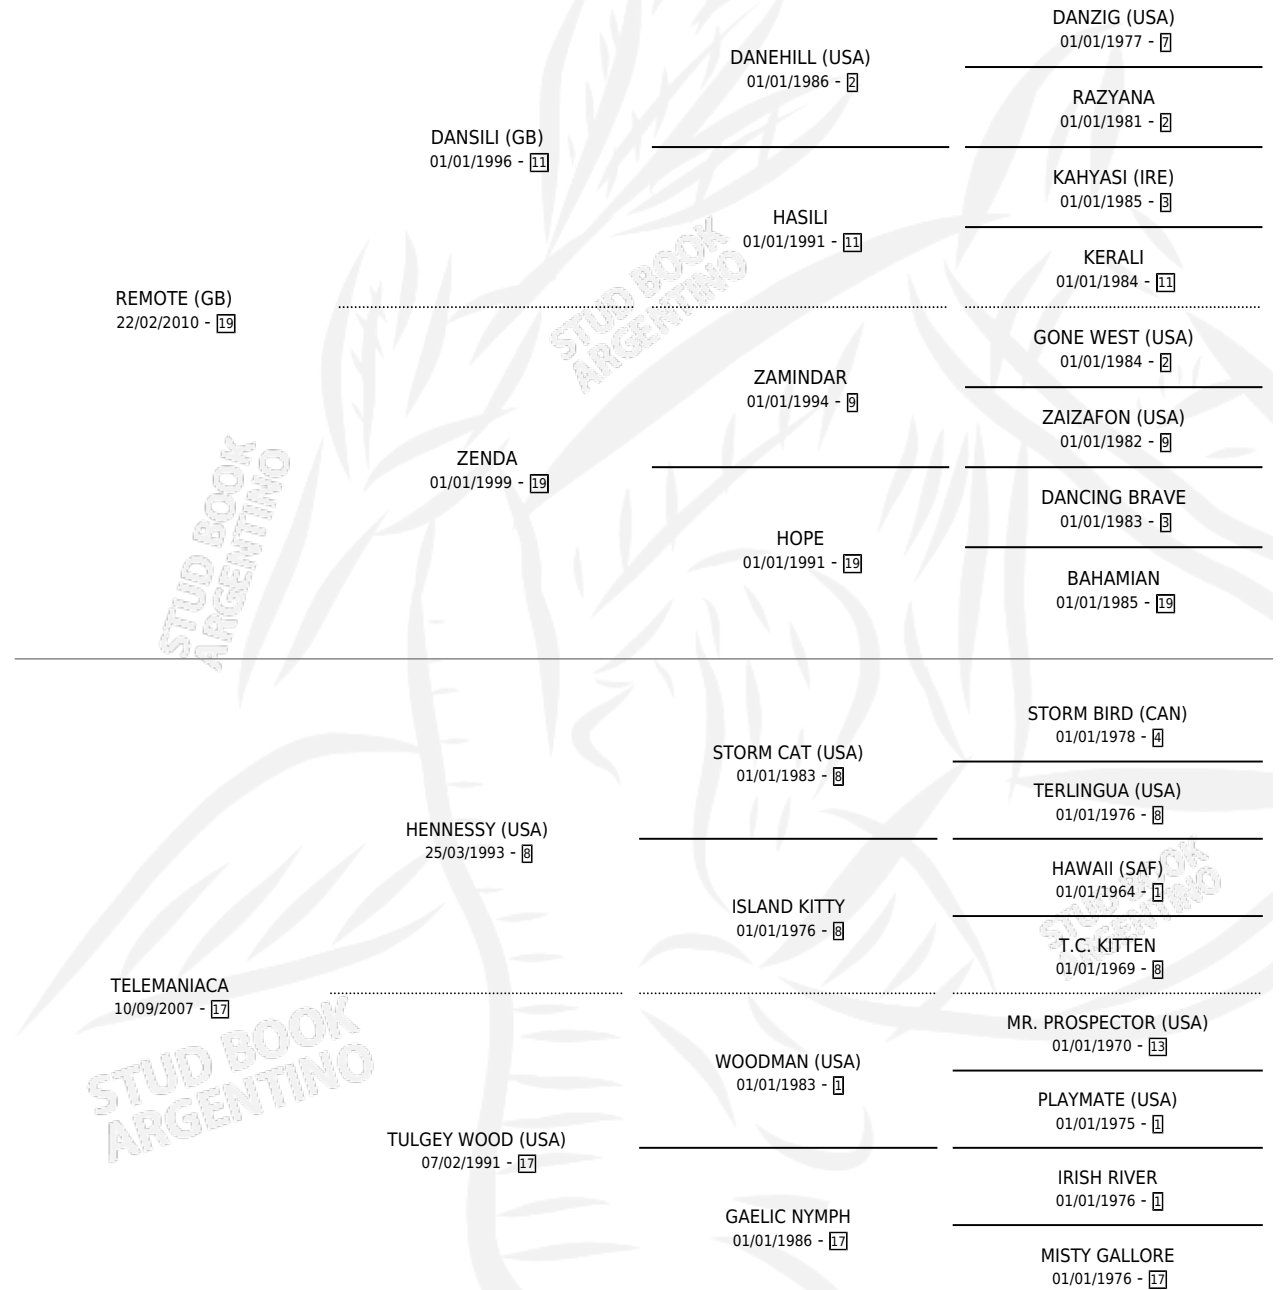 DANZIG (USA)
01/01/1977 - 7
DANEHILL (USA)
01/01/1986 - 2
RAZYANA
01/01/1981 - 2
DANSILI (GB)
01/01/1996 - 11
KAHYASI (IRE)
01/01/1985 - 3
HASILI
01/01/1991 - 11
KERALI
01/01/1984 - 11
REMOTE (GB)
22/02/2010 - 19
STUD BOOK
ARGENTINO
GONE WEST (USA)
01/01/1984 - 2
ZAMINDAR
01/01/1994 - 9
ZAIZAFON (USA)
01/01/1982 - 9
ZENDA
01/01/1999 - 19
DANCING BRAVE
01/01/1983 - 3
HOPE
01/01/1991 - 19
BAHAMIAN
01/01/1985 - 19
STUD BOOK
ARGENTINO
STORM BIRD (CAN)
01/01/1978 - 4
STORM CAT (USA)
01/01/1983 - 8
TERLINGUA (USA)
01/01/1976 - 8
HENNESSY (USA)
25/03/1993 - 8
HAWAII (SAF)
01/01/1964 - 1
ISLAND KITTY
01/01/1976 - 8
STUD BOOK
ARGENTINO
T.C. KITTEN
01/01/1969 - 8
TELEMANIACA
10/09/2007 - 17
MR. PROSPECTOR (USA)
01/01/1970 - 13
WOODMAN (USA)
01/01/1983 - 1
PLAYMATE (USA)
01/01/1975 - 1
STUD BOOK
ARGENTINO
TULGEY WOOD (USA)
07/02/1991 - 17
IRISH RIVER
01/01/1976 - 1
GAELIC NYMPH
01/01/1986 - 17
MISTY GALLORE
01/01/1976 - 17